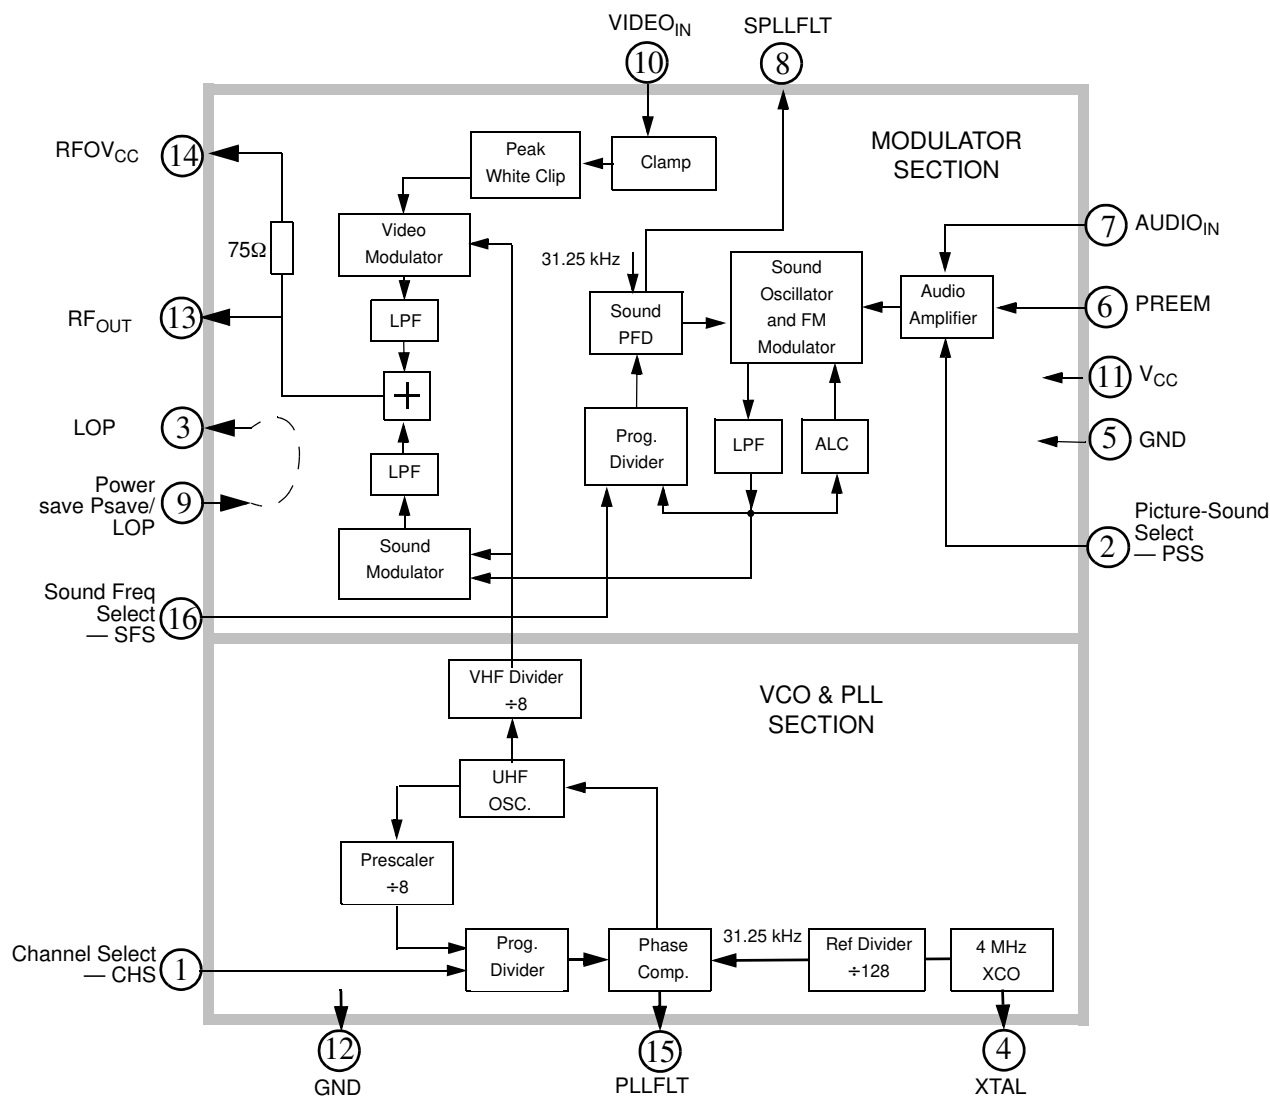 VIDEOIN
SPLLFLT
10
8
MODULATOR
SECTION
RFOVCC
14
Peak
White Clip
Clamp
7
AUDIOIN
Video
Modulator
75Ω
31.25 kHz
Sound
Oscillator
and FM
Modulator
Audio
Amplifier
6
PREEM
RFOUT
13
LPF
Sound
PFD
11
VCC
+
LOP
3
Prog.
Divider
LPF
ALC
5
GND
LPF
Power
save Psave/
LOP
9
Picture-Sound
Select
— PSS
2
Sound
Modulator
Sound Freq
Select
— SFS
16
VHF Divider
÷8
VCO & PLL
SECTION
UHF
OSC.
Prescaler
÷8
Channel Select
— CHS
1
Prog.
Divider
Phase
Comp.
31.25 kHz
Ref Divider
÷128
4 MHz
XCO
12
15
4
GND
PLLFLT
XTAL